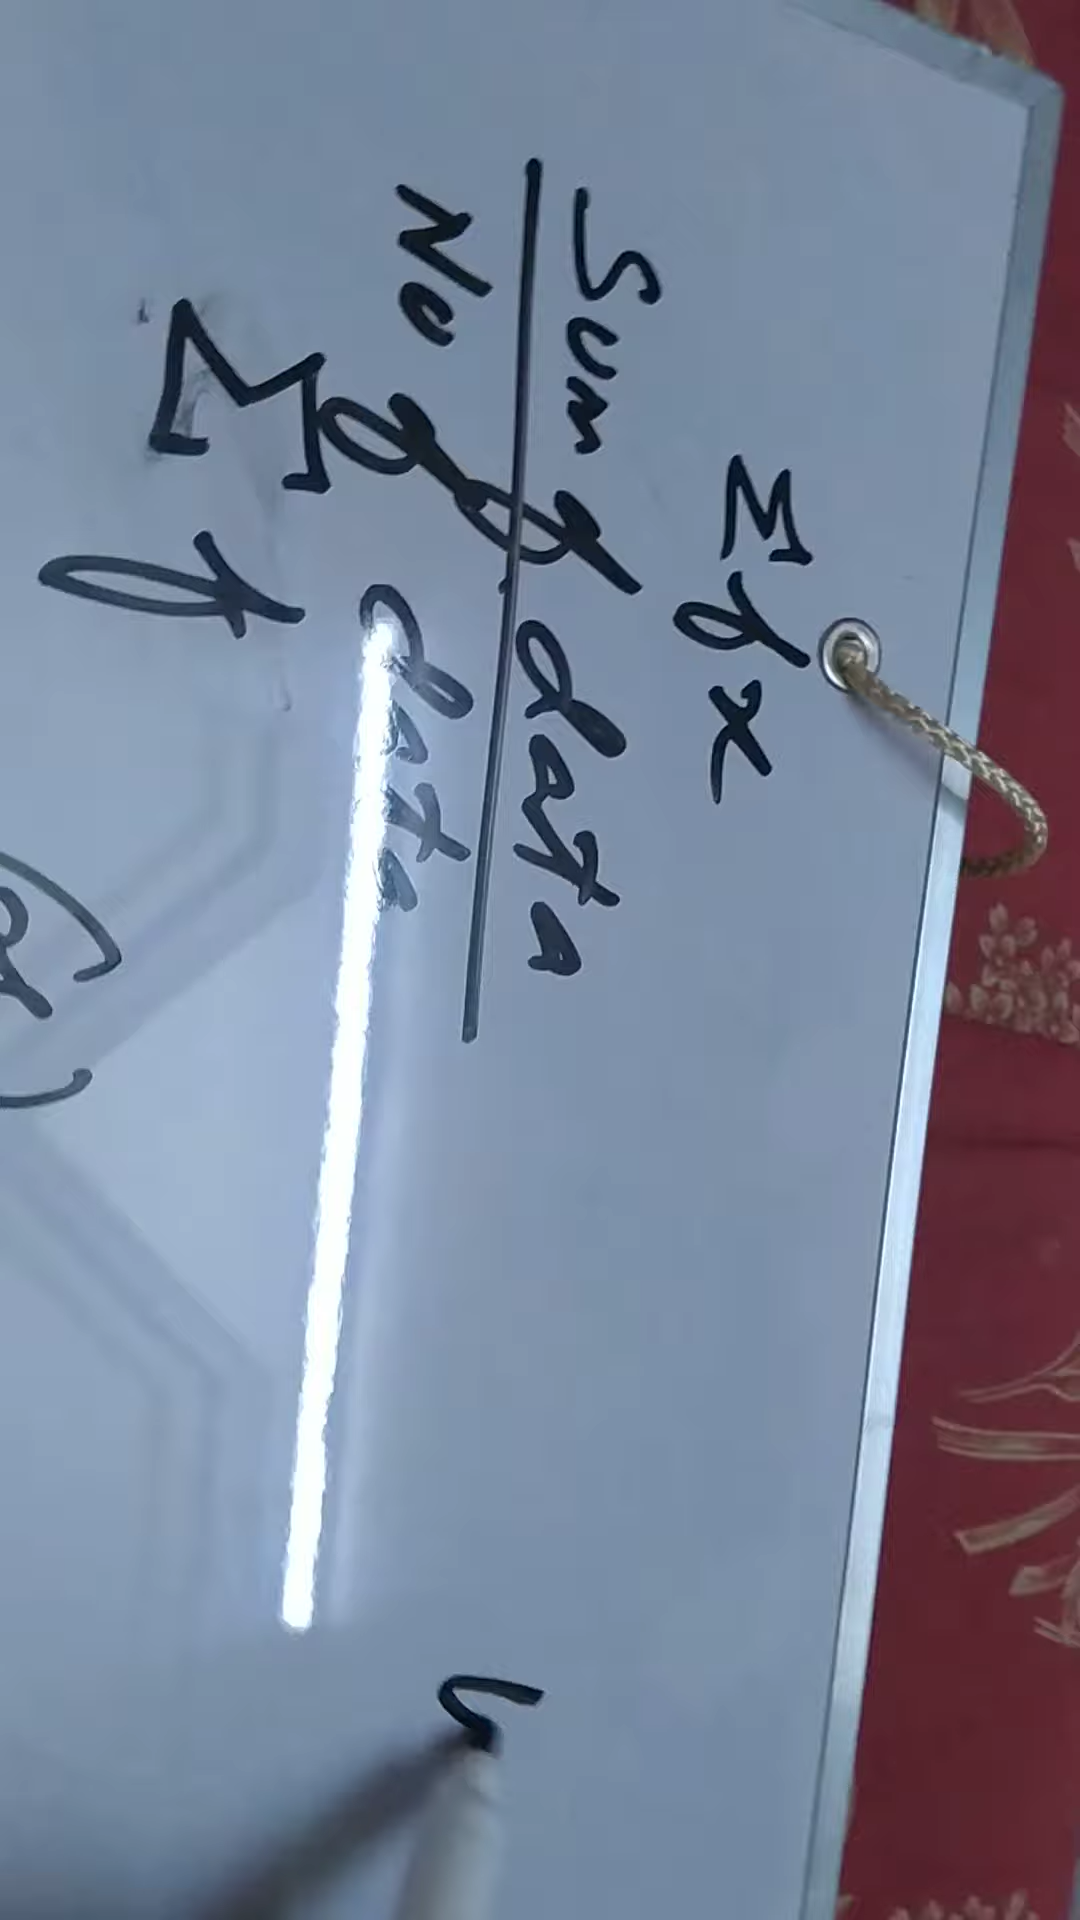 Σfx
Sum of data
No of data
Σf